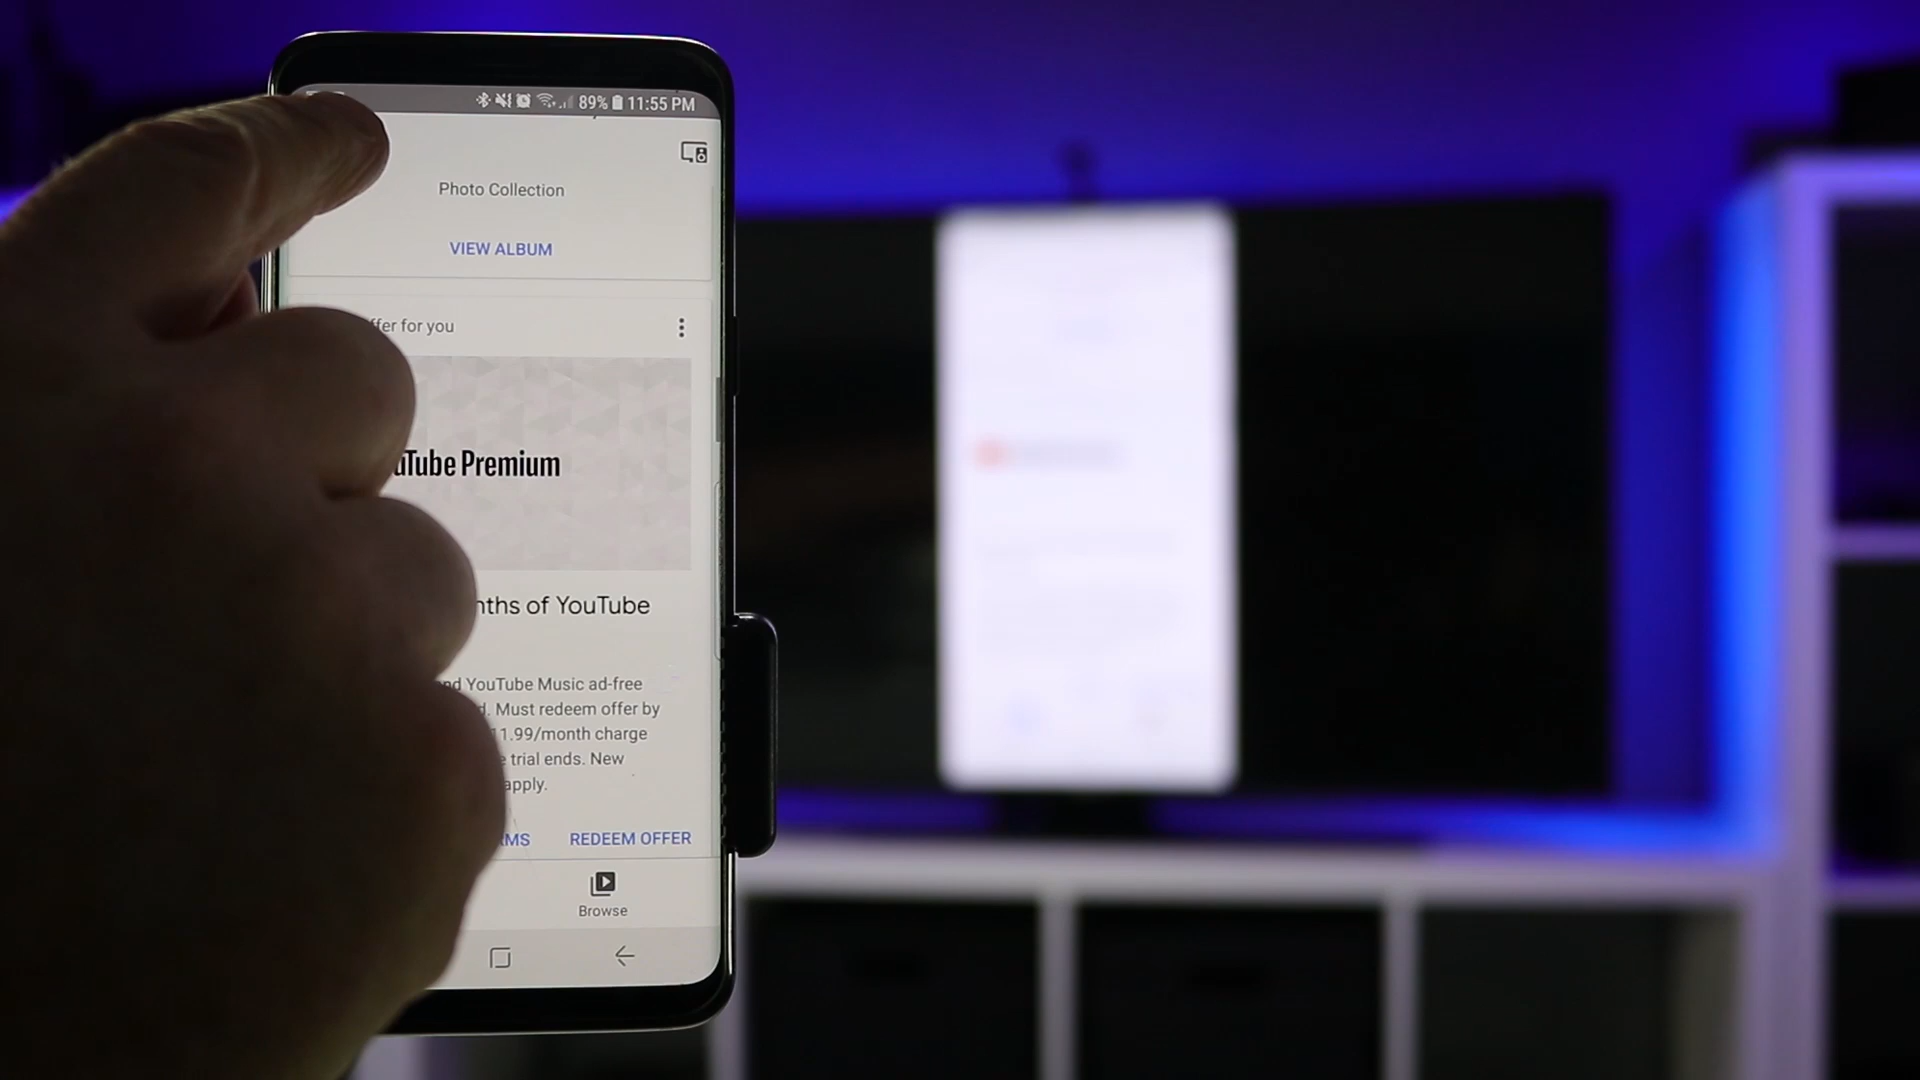 89% 11:55 PM
Photo Collection
VIEW ALBUM
ffer for you
uTube Premium
nths of YouTube
nd YouTube Music ad-free
d. Must redeem offer by
11.99/month charge
e trial ends. New
apply.
MS REDEEM OFFER
Browse